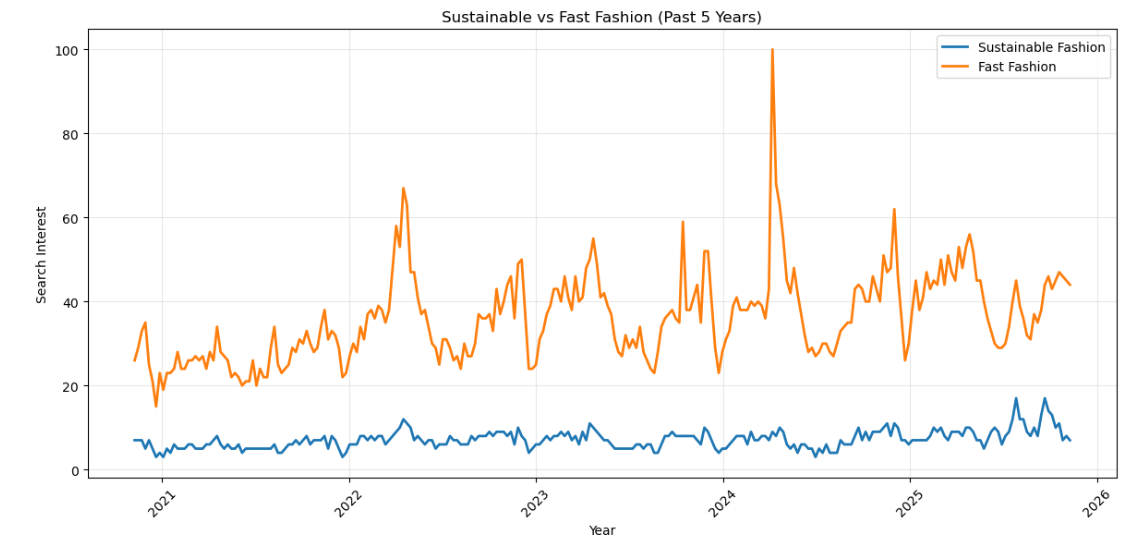 Sustainable vs Fast Fashion (Past 5 Years)
Sustainable Fashion
Fast Fashion
100
80
60
40
20
0
Search Interest
2021
2022
2023
2024
2025
2026
Year